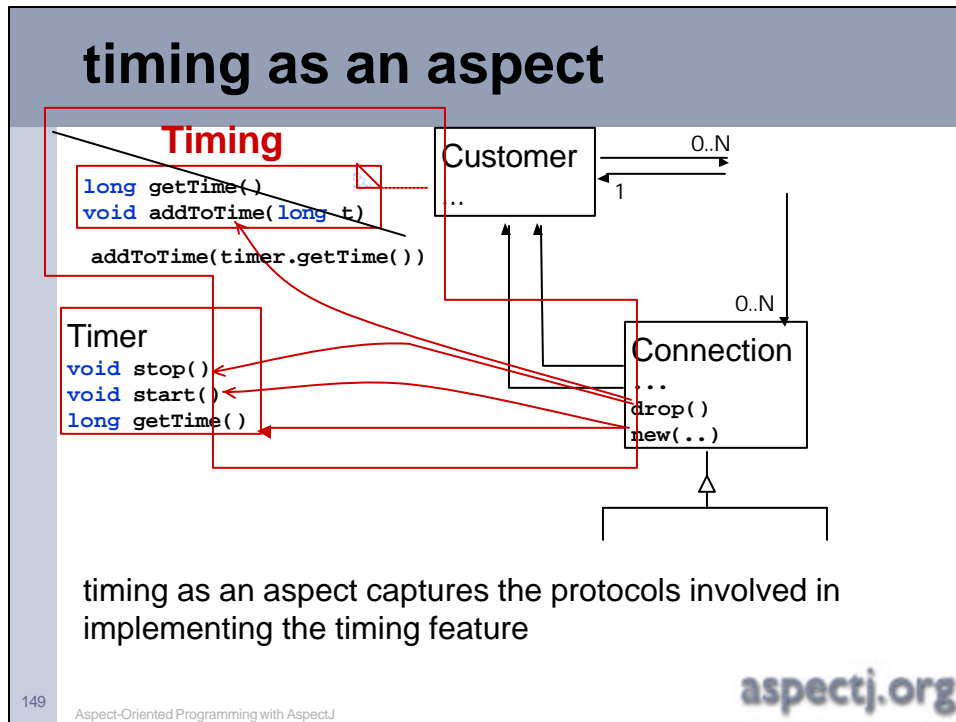 timing as an aspect
Timing
long getTime()
void addToTime(long t)
addToTime(timer.getTime())
Customer
...
0..N
1
0..N
Timer
void stop()
void start()
long getTime()
Connection
...
drop()
new(..)
timing as an aspect captures the protocols involved in
implementing the timing feature
149
Aspect-Oriented Programming with AspectJ
aspectj.org